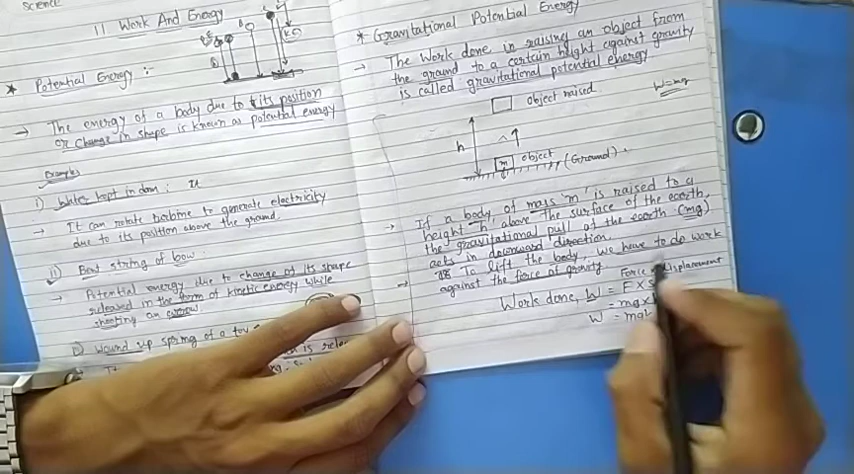 Science
11 Work And Energy
* Potential Energy :-
→ The energy of a body due to its position
or change in shape is known as potential energy
Example
i) Water kept in dam :
→ It can rotate turbine to generate electricity
due to its position above the ground.
ii) Bent string of bow :
→ Potential energy due to change of its shape
released in the form of kinetic energy while
shooting an
Wound up spring of a toy
* Gravitational Potential Energy
→ The Work done in raising an object from
the ground to a certain height against gravity
is called gravitational potential energy
W=mg
object raised
h
m object (Ground).
→ If a body, of mass 'm' is raised to a
height 'h' above the surface of the earth,
the gravitational pull of the earth (mg)
acts in downward direction.
To lift the body, we have to do work
against the force of gravity.
Force displacement
→ Work done, W = F × s
= mg ×
W = mg